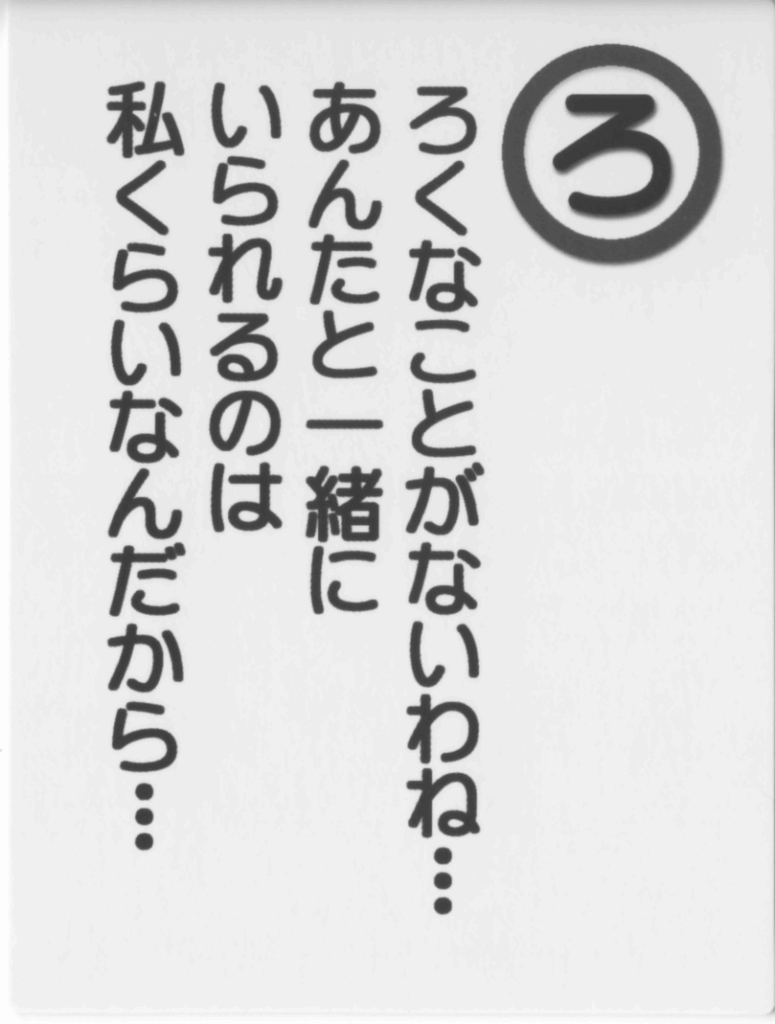 ろ
ろくなことがないわね…
あんたと一緒に
いられるのは
私くらいなんだから…